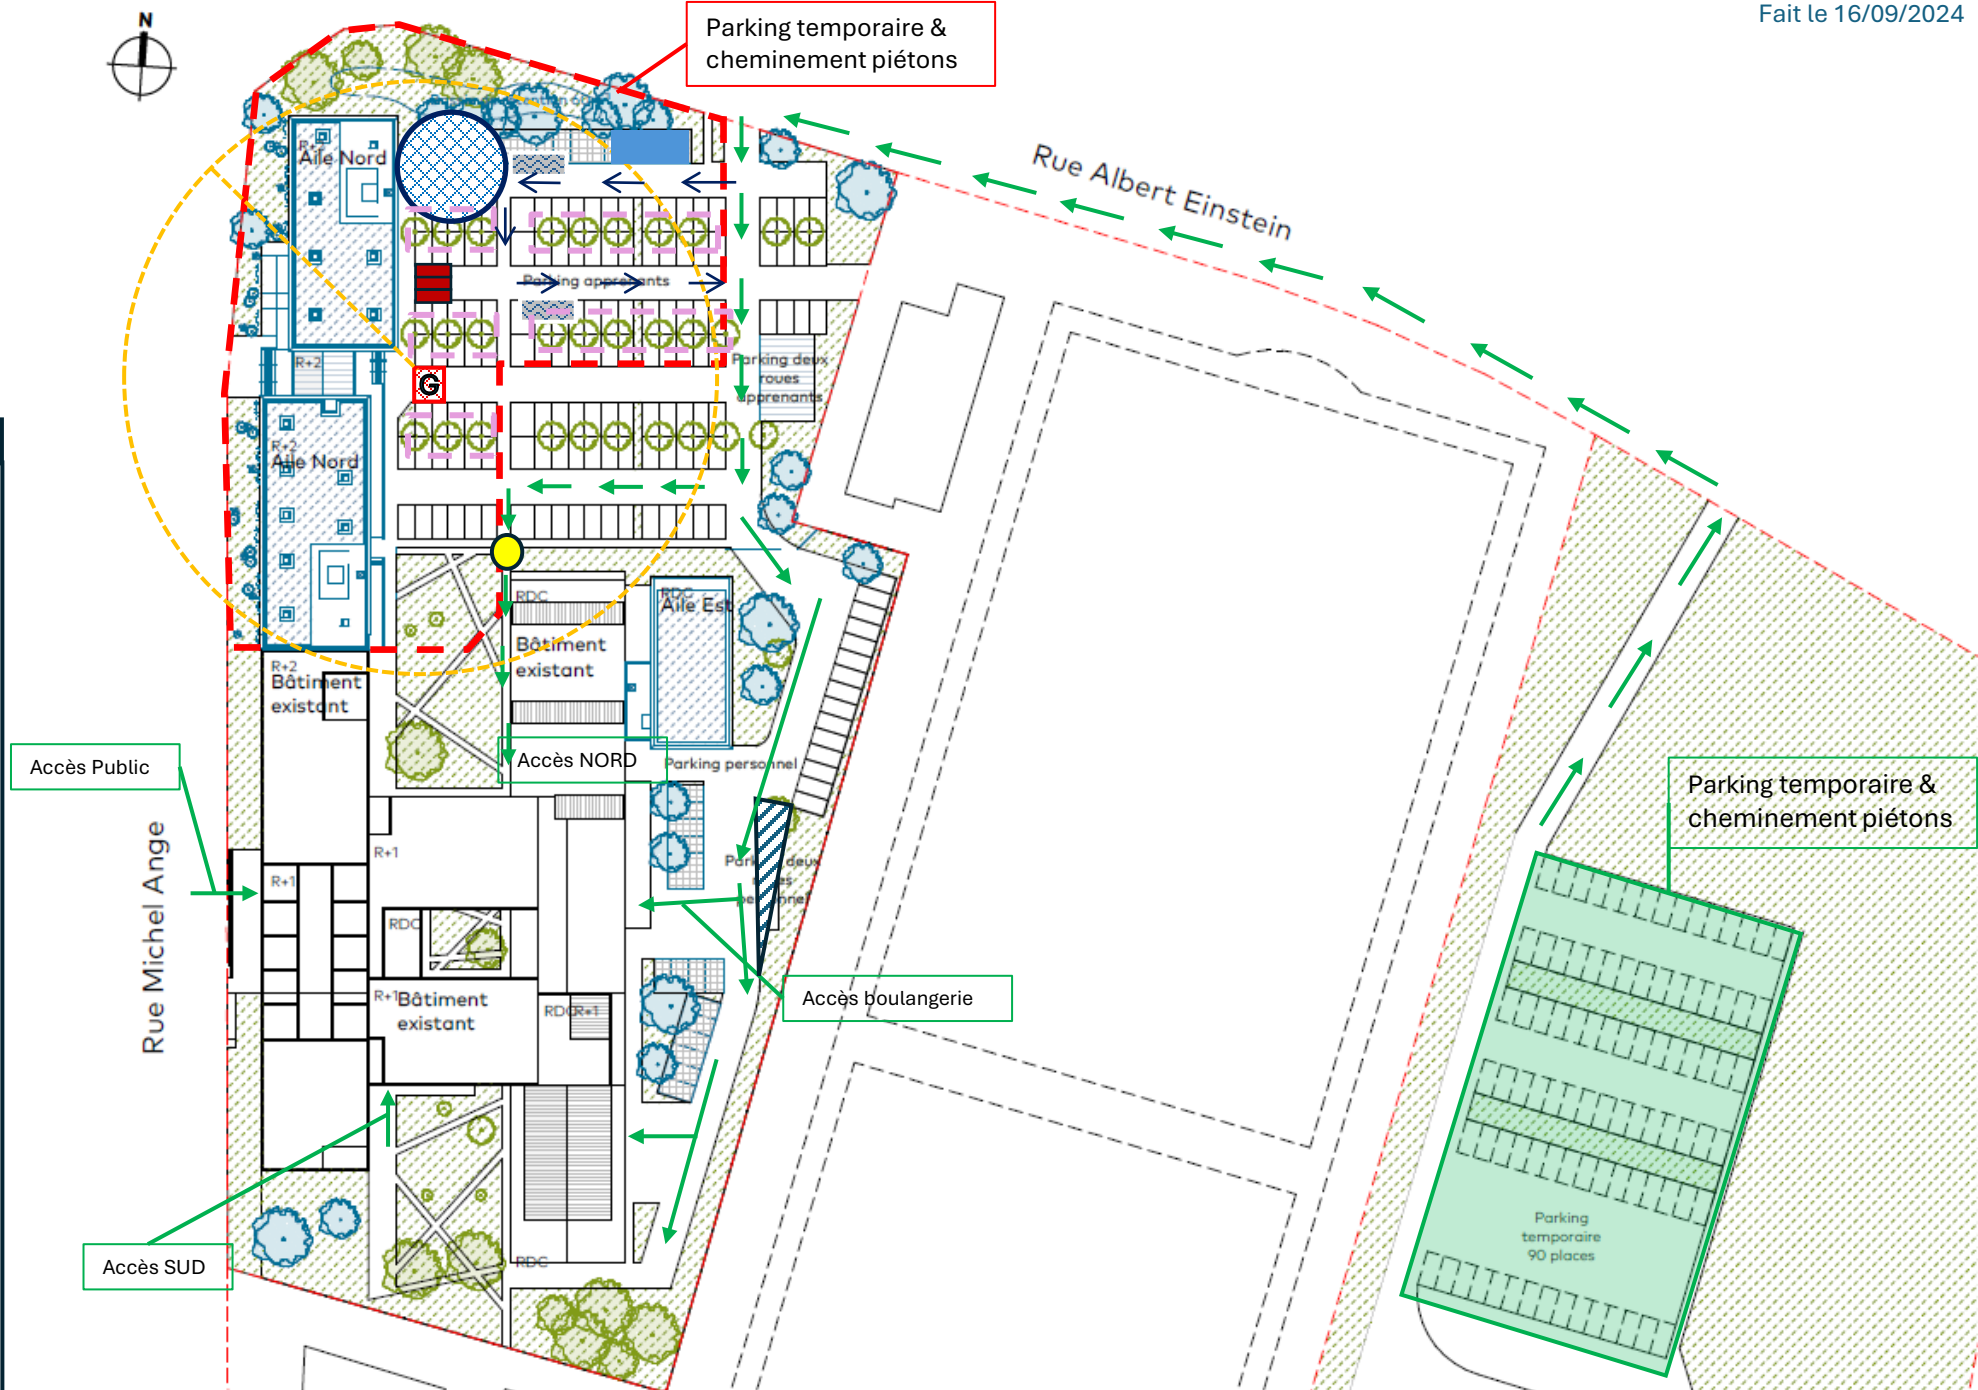 Fait le 16/09/2024
N
Parking temporaire &
cheminement piétons
Rue Albert Einstein
Aile Nord
Parking apprenants
R+2
Parking deux
roues
apprenants
G
R+2
Aile Nord
RDC
RDC
Aile Est
Bâtiment
existant
R+2
Bâtiment
existant
Accès Public
Accès NORD
Parking personnel
Parking temporaire &
cheminement piétons
R+1
R+1
RDC
Rue Michel Ange
R+1
Bâtiment
existant
RDC
R+1
Accès boulangerie
Accès SUD
RDC
Parking
temporaire
90 places